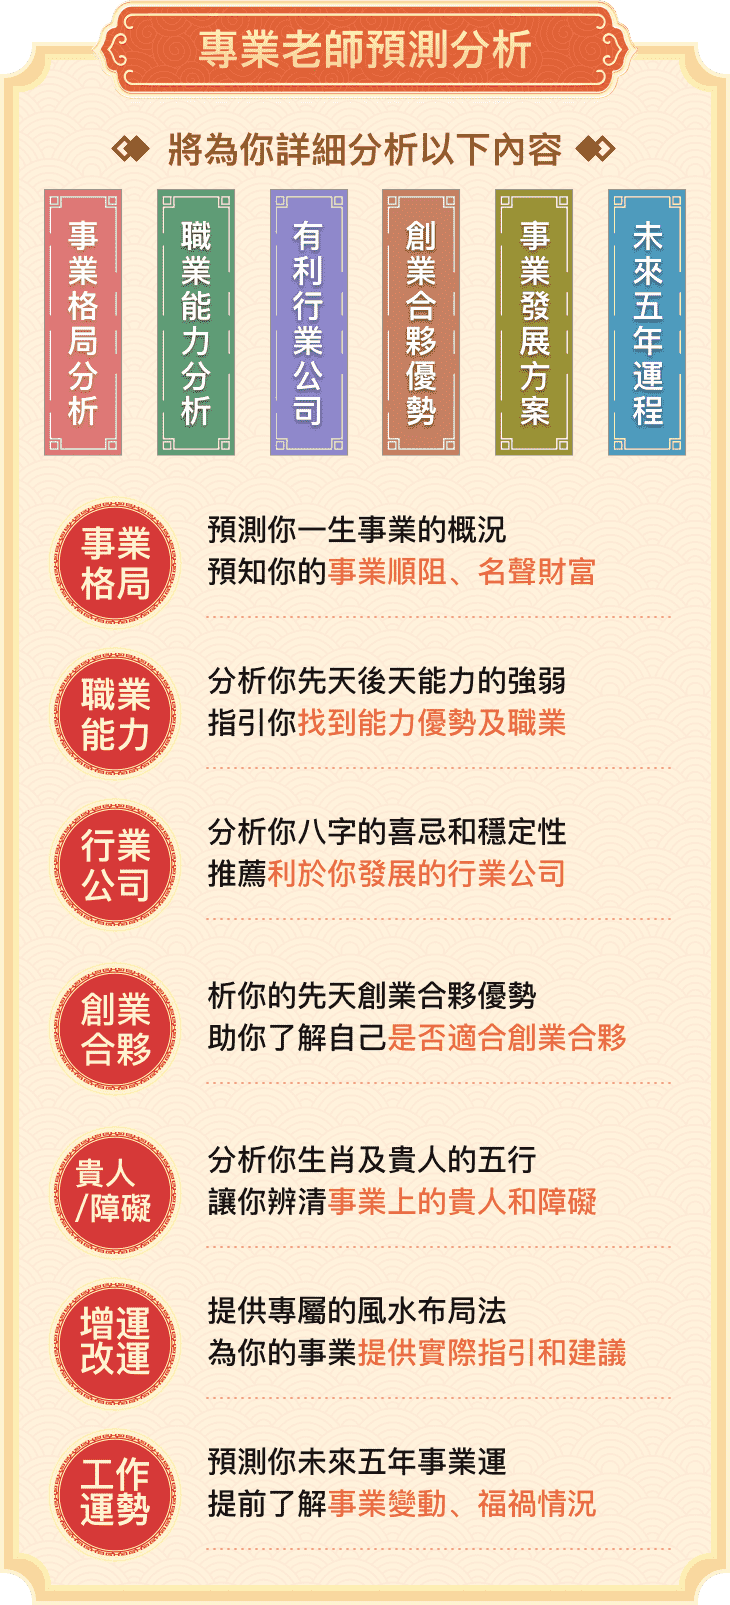 專業老師預測分析
將為你詳細分析以下內容
事業格局分析
職業能力分析
有利行業公司
創業合夥優勢
事業發展方案
未來五年運程
事業
格局
預測你一生事業的概況
預知你的事業順阻、名聲財富
職業
能力
分析你先天後天能力的強弱
指引你找到能力優勢及職業
行業
公司
分析你八字的喜忌和穩定性
推薦利於你發展的行業公司
創業
合夥
析你的先天創業合夥優勢
助你了解自己是否適合創業合夥
貴人
/障礙
分析你生肖及貴人的五行
讓你辨清事業上的貴人和障礙
增運
改運
提供專屬的風水布局法
為你的事業提供實際指引和建議
工作
運勢
預測你未來五年事業運
提前了解事業變動、福禍情況